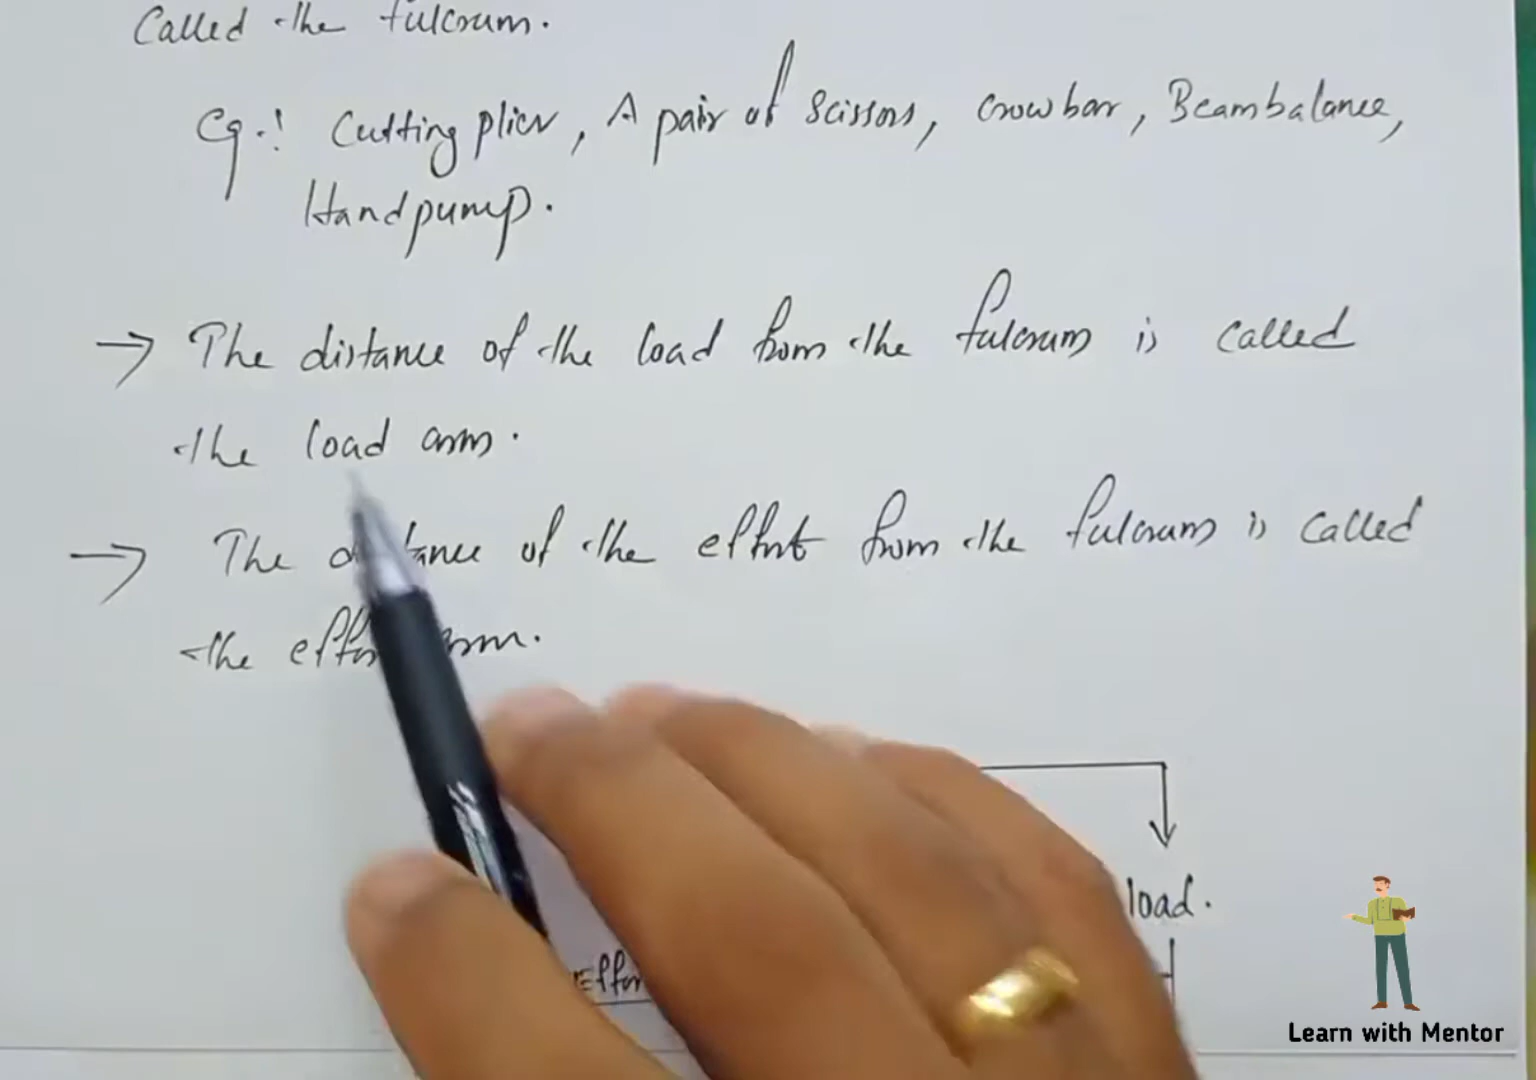 Called the fulcrum.
Eg.: Cutting plier, A pair of scissors, Crowbar, Beambalance,
Handpump.
→ The distance of the load from the fulcrum is called
the load arm.
→ The of the effort from the fulcrum is called
the arm.
load.
Learn with Mentor